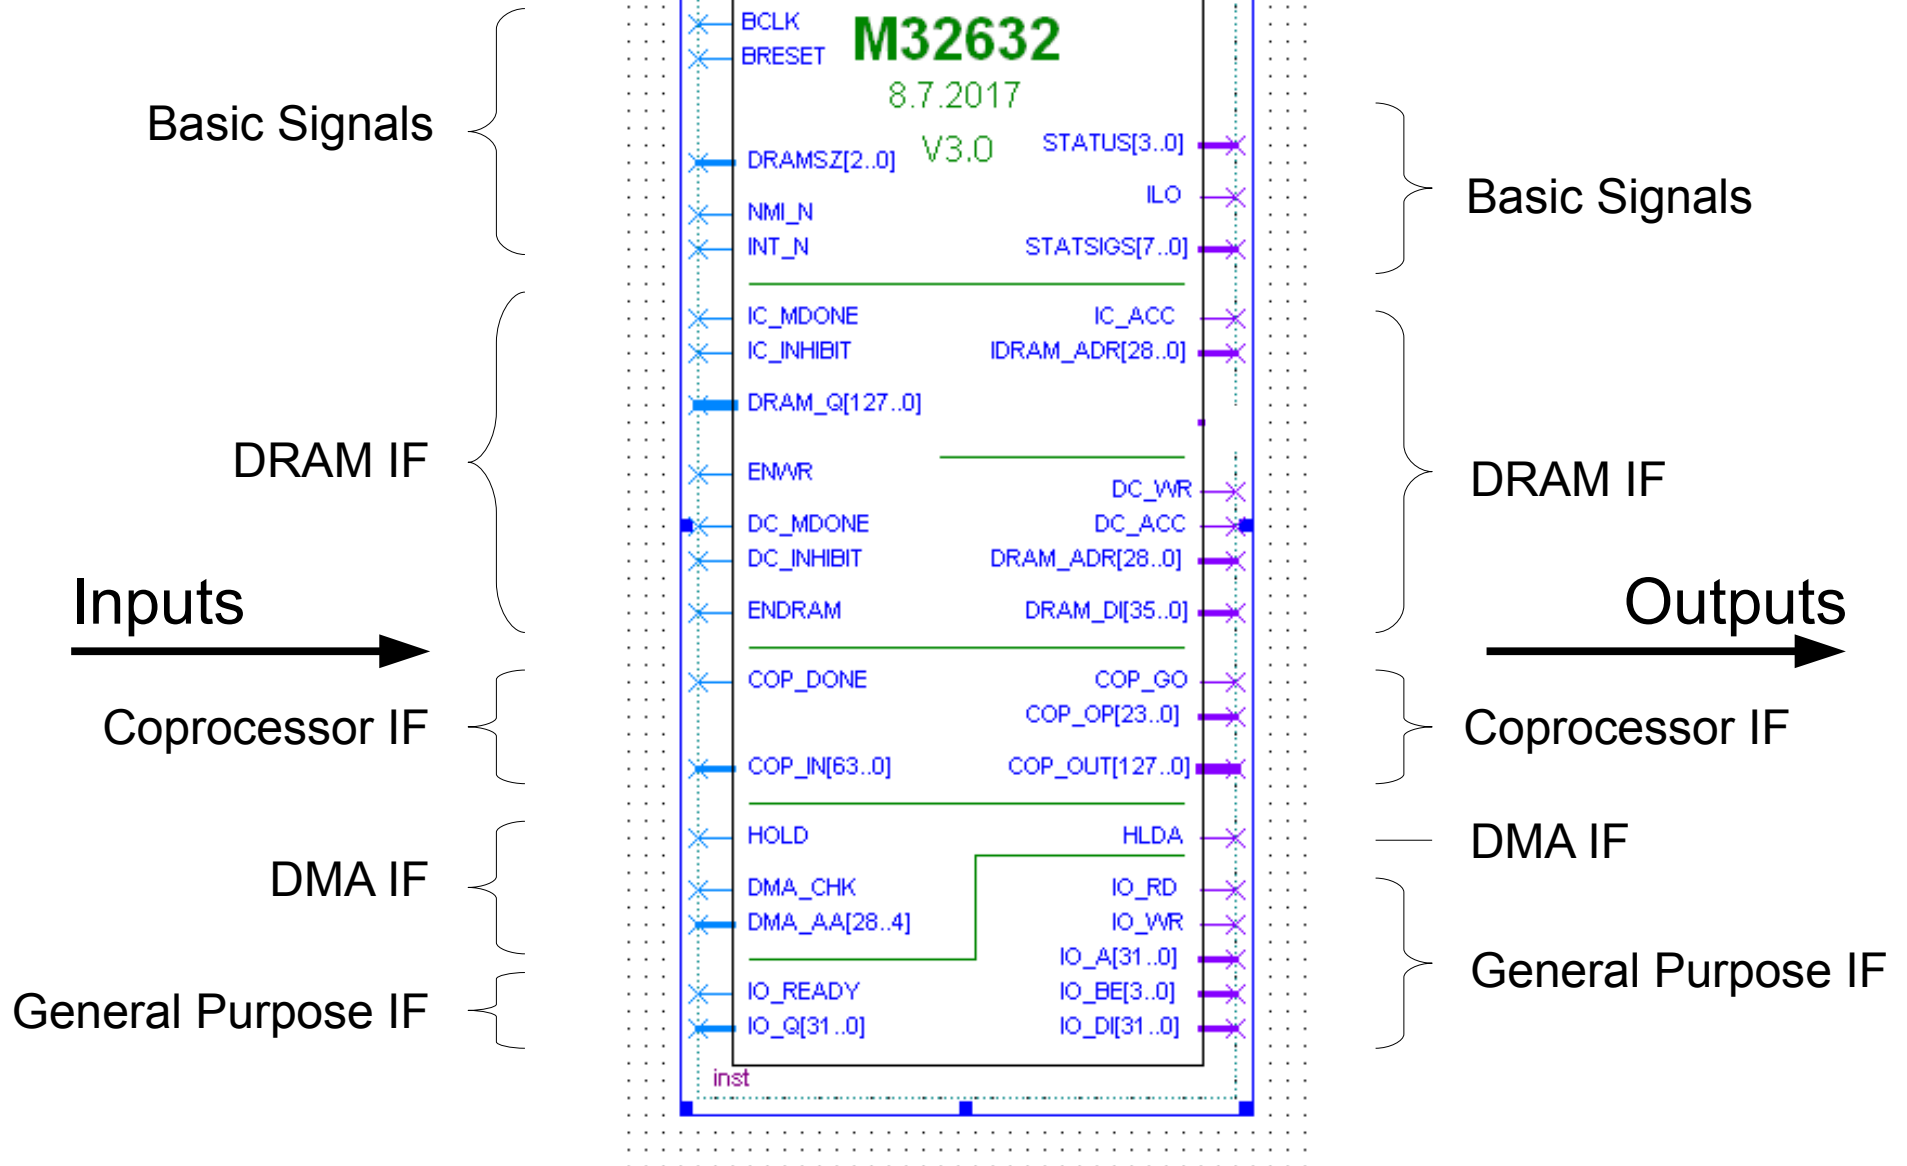 BCLK
M32632
BRESET
8.7.2017
Basic Signals
STATUS[3..0]
V3.0
DRAMSZ[2..0]
ILO
Basic Signals
NMI_N
INT_N
STATSIGS[7..0]
IC_MDONE
IC_ACC
IC_INHIBIT
IDRAM_ADR[28..0]
DRAM_Q[127..0]
DRAM IF
ENWR
DRAM IF
DC_WR
DC_MDONE
DC_ACC
DC_INHIBIT
DRAM_ADR[28..0]
Inputs
ENDRAM
DRAM_DI[35..0]
Outputs
COP_DONE
COP_GO
COP_OP[23..0]
Coprocessor IF
Coprocessor IF
COP_IN[63..0]
COP_OUT[127..0]
HOLD
HLDA
DMA IF
DMA IF
DMA_CHK
IO_RD
DMA_AA[28..4]
IO_WR
IO_A[31..0]
General Purpose IF
IO_READY
IO_BE[3..0]
General Purpose IF
IO_Q[31..0]
IO_DI[31..0]
inst